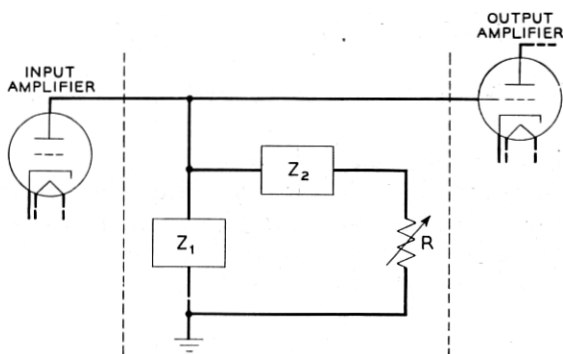 INPUT
AMPLIFIER
OUTPUT
AMPLIFIER
Z₂
Z₁
R